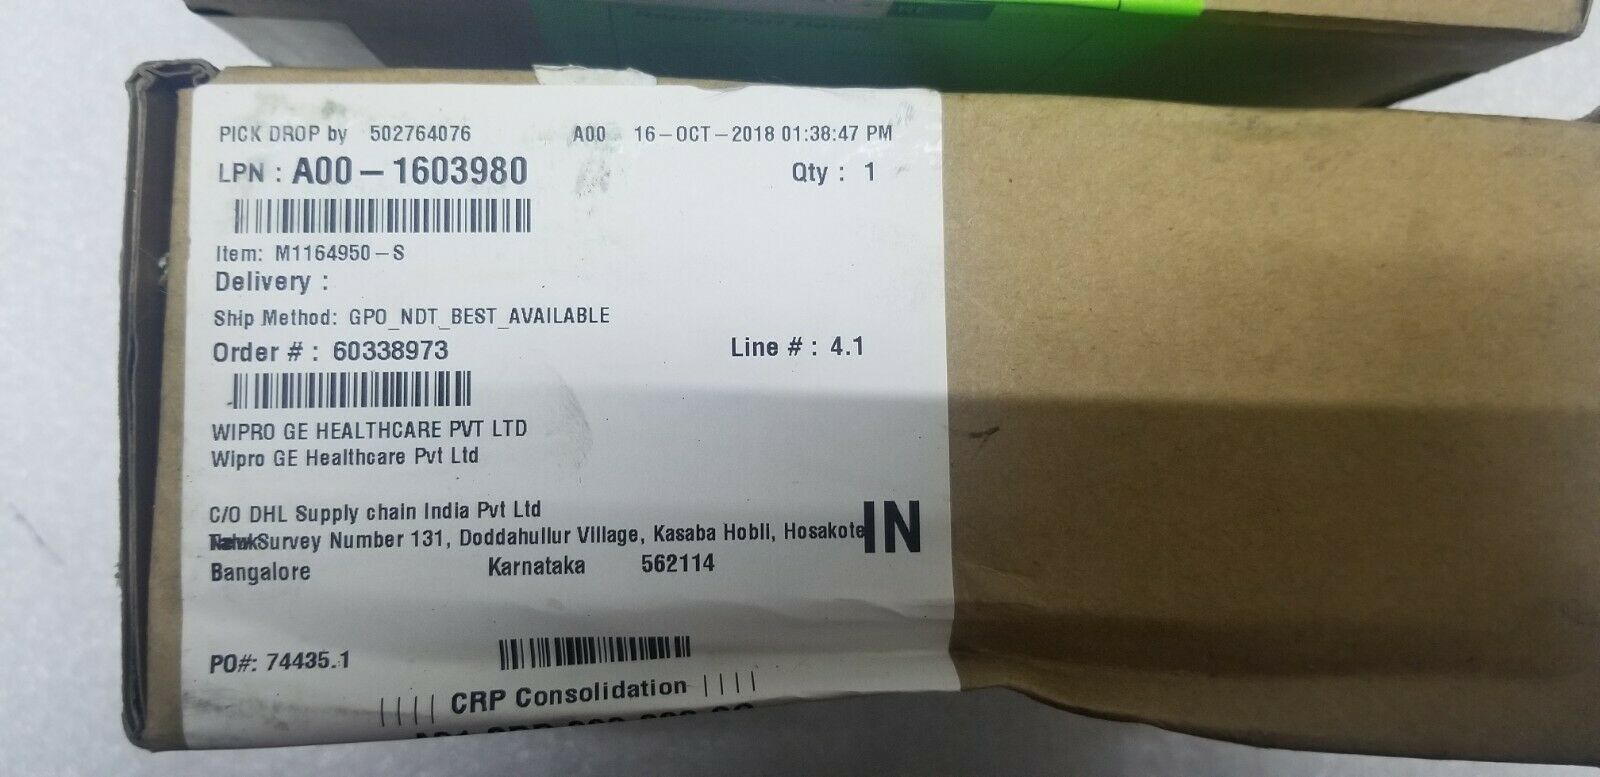 PICK DROP by 502764076 A00 16-OCT-2018 01:38:47 PM
LPN : A00-1603980 Qty : 1
Item: M1164950-S
Delivery :
Ship Method: GPO_NDT_BEST_AVAILABLE
Order # : 60338973 Line # : 4.1
WIPRO GE HEALTHCARE PVT LTD
Wipro GE Healthcare Pvt Ltd
C/O DHL Supply chain India Pvt Ltd
Survey Number 131, Doddahullur Village, Kasaba Hobli, Hosakote
IN
Bangalore Karnataka 562114
PO#: 74435.1
|||| CRP Consolidation ||||